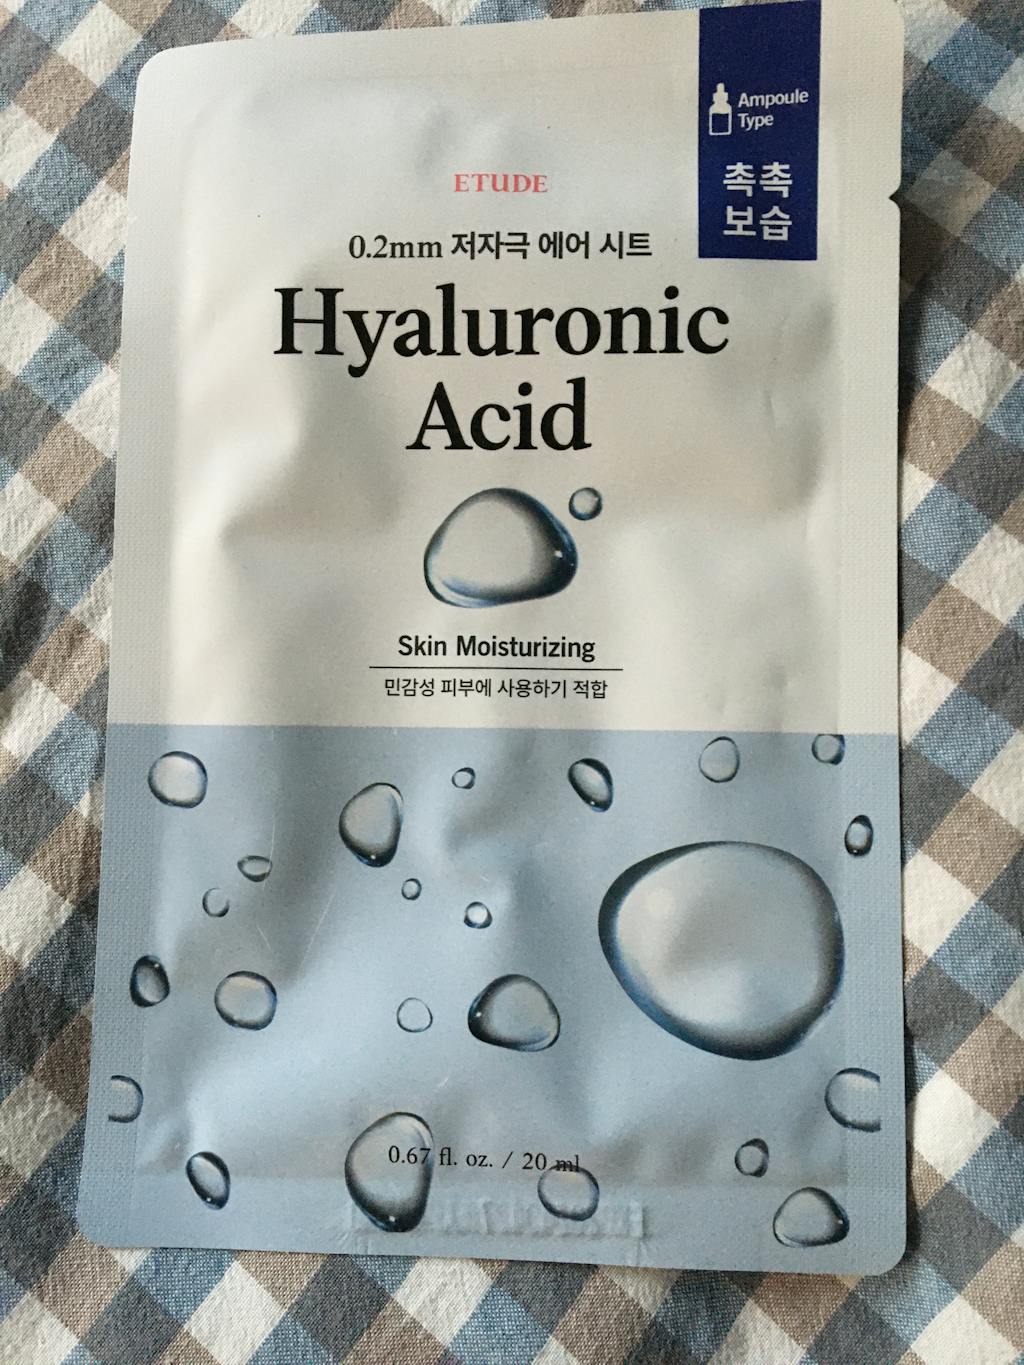 Ampoule
Type
촉촉
보습
ETUDE
0.2mm 저자극 에어 시트
Hyaluronic
Acid
Skin Moisturizing
민감성 피부에 사용하기 적합
0.67 fl. oz. / 20 ml